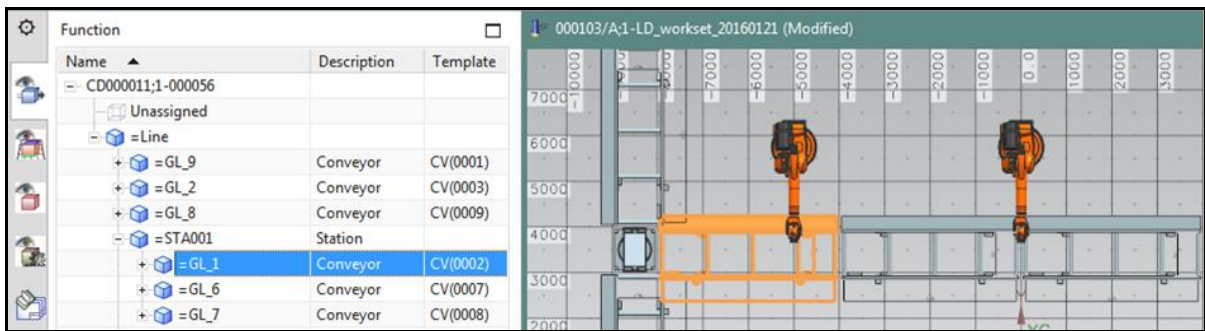 Function
Name Description Template
CD000011;1-000056
Unassigned
=Line
=GL_9 Conveyor CV(0001)
=GL_2 Conveyor CV(0003)
=GL_8 Conveyor CV(0009)
=STA001 Station
=GL_1 Conveyor CV(0002)
=GL_6 Conveyor CV(0007)
=GL_7 Conveyor CV(0008)
000103/A;1-LD_workset_20160121 (Modified)
-10000 -7000 -6000 -5000 -4000 -3000 -2000 -1000 0.0 1000 2000 3000
7000
6000
5000
4000
3000
2000